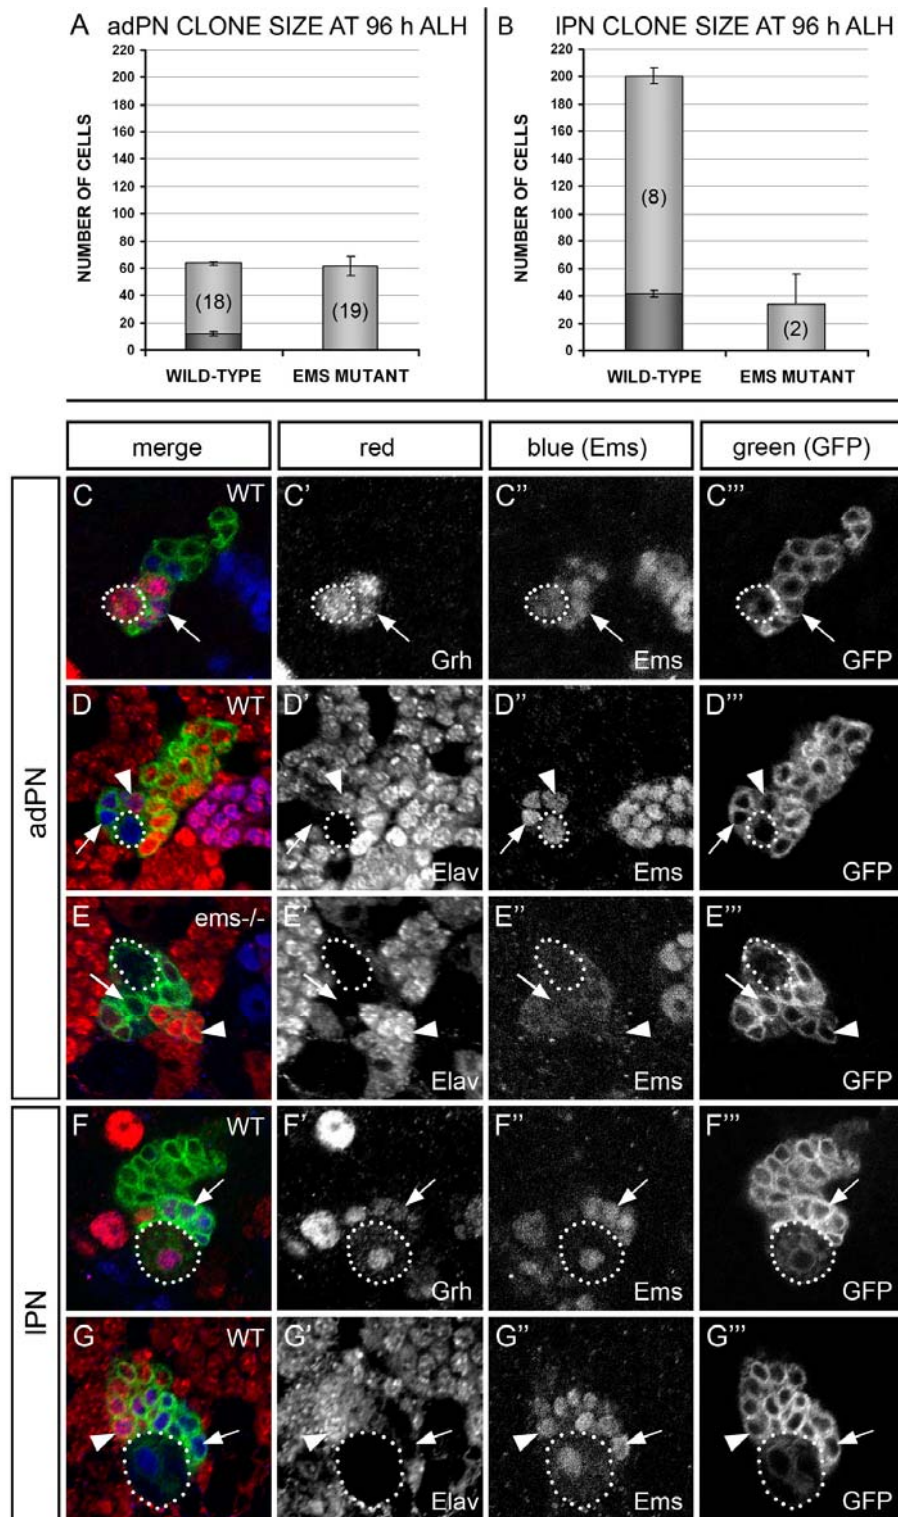 A adPN CLONE SIZE AT 96 h ALH
NUMBER OF CELLS
220
200
180
160
140
120
100
80
60
40
20
0
(18)
(19)
WILD-TYPE EMS MUTANT
B lPN CLONE SIZE AT 96 h ALH
NUMBER OF CELLS
220
200
180
160
140
120
100
80
60
40
20
0
(8)
(2)
WILD-TYPE EMS MUTANT
merge red blue (Ems) green (GFP)
adPN
C WT C' Grh C'' Ems C''' GFP
D WT D' Elav D'' Ems D''' GFP
E ems-/- E' Elav E'' Ems E''' GFP
lPN
F WT F' Grh F'' Ems F''' GFP
G WT G' Elav G'' Ems G''' GFP